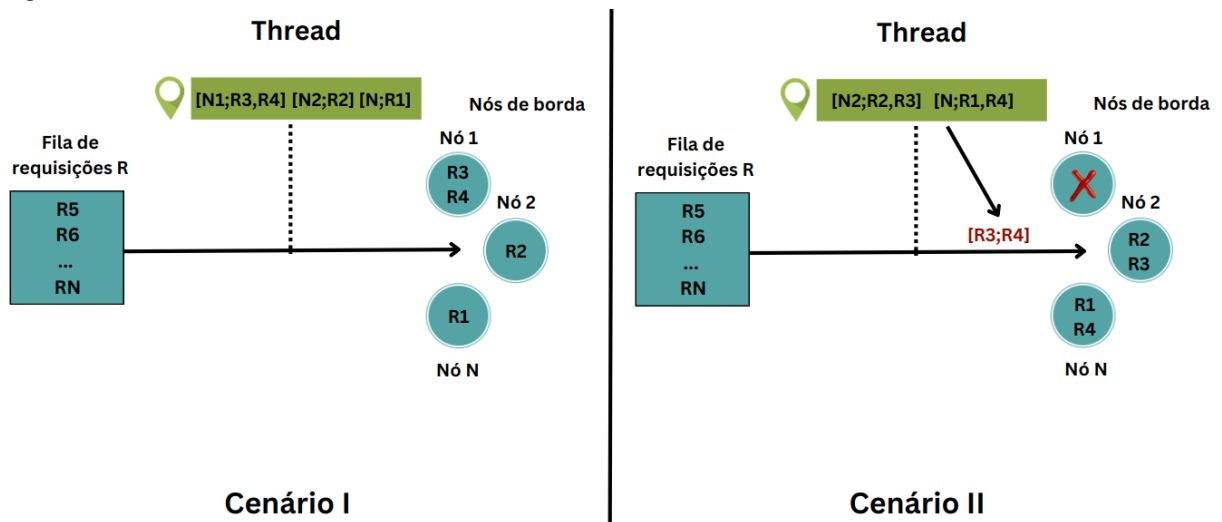 Thread
[N1;R3,R4] [N2;R2] [N;R1]
Nós de borda
Fila de
requisições R
Nó 1
R3
R4
R5
R6
...
RN
Nó 2
R2
R1
Nó N
Cenário I
Thread
[N2;R2,R3] [N;R1,R4]
Nós de borda
Fila de
requisições R
Nó 1
R5
R6
...
RN
Nó 2
[R3;R4]
R2
R3
R1
R4
Nó N
Cenário II